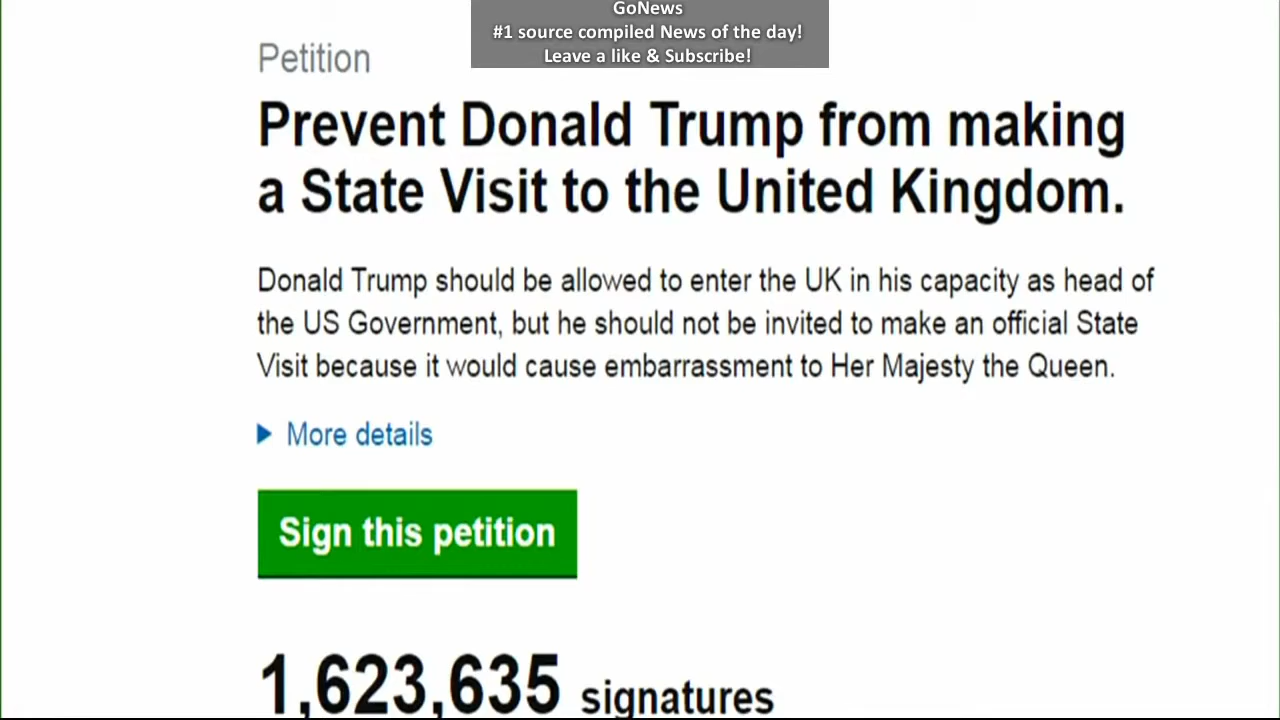 GoNews
#1 source compiled News of the day!
Leave a like & Subscribe!
Petition
Prevent Donald Trump from making
a State Visit to the United Kingdom.
Donald Trump should be allowed to enter the UK in his capacity as head of
the US Government, but he should not be invited to make an official State
Visit because it would cause embarrassment to Her Majesty the Queen.
More details
Sign this petition
1,623,635 signatures